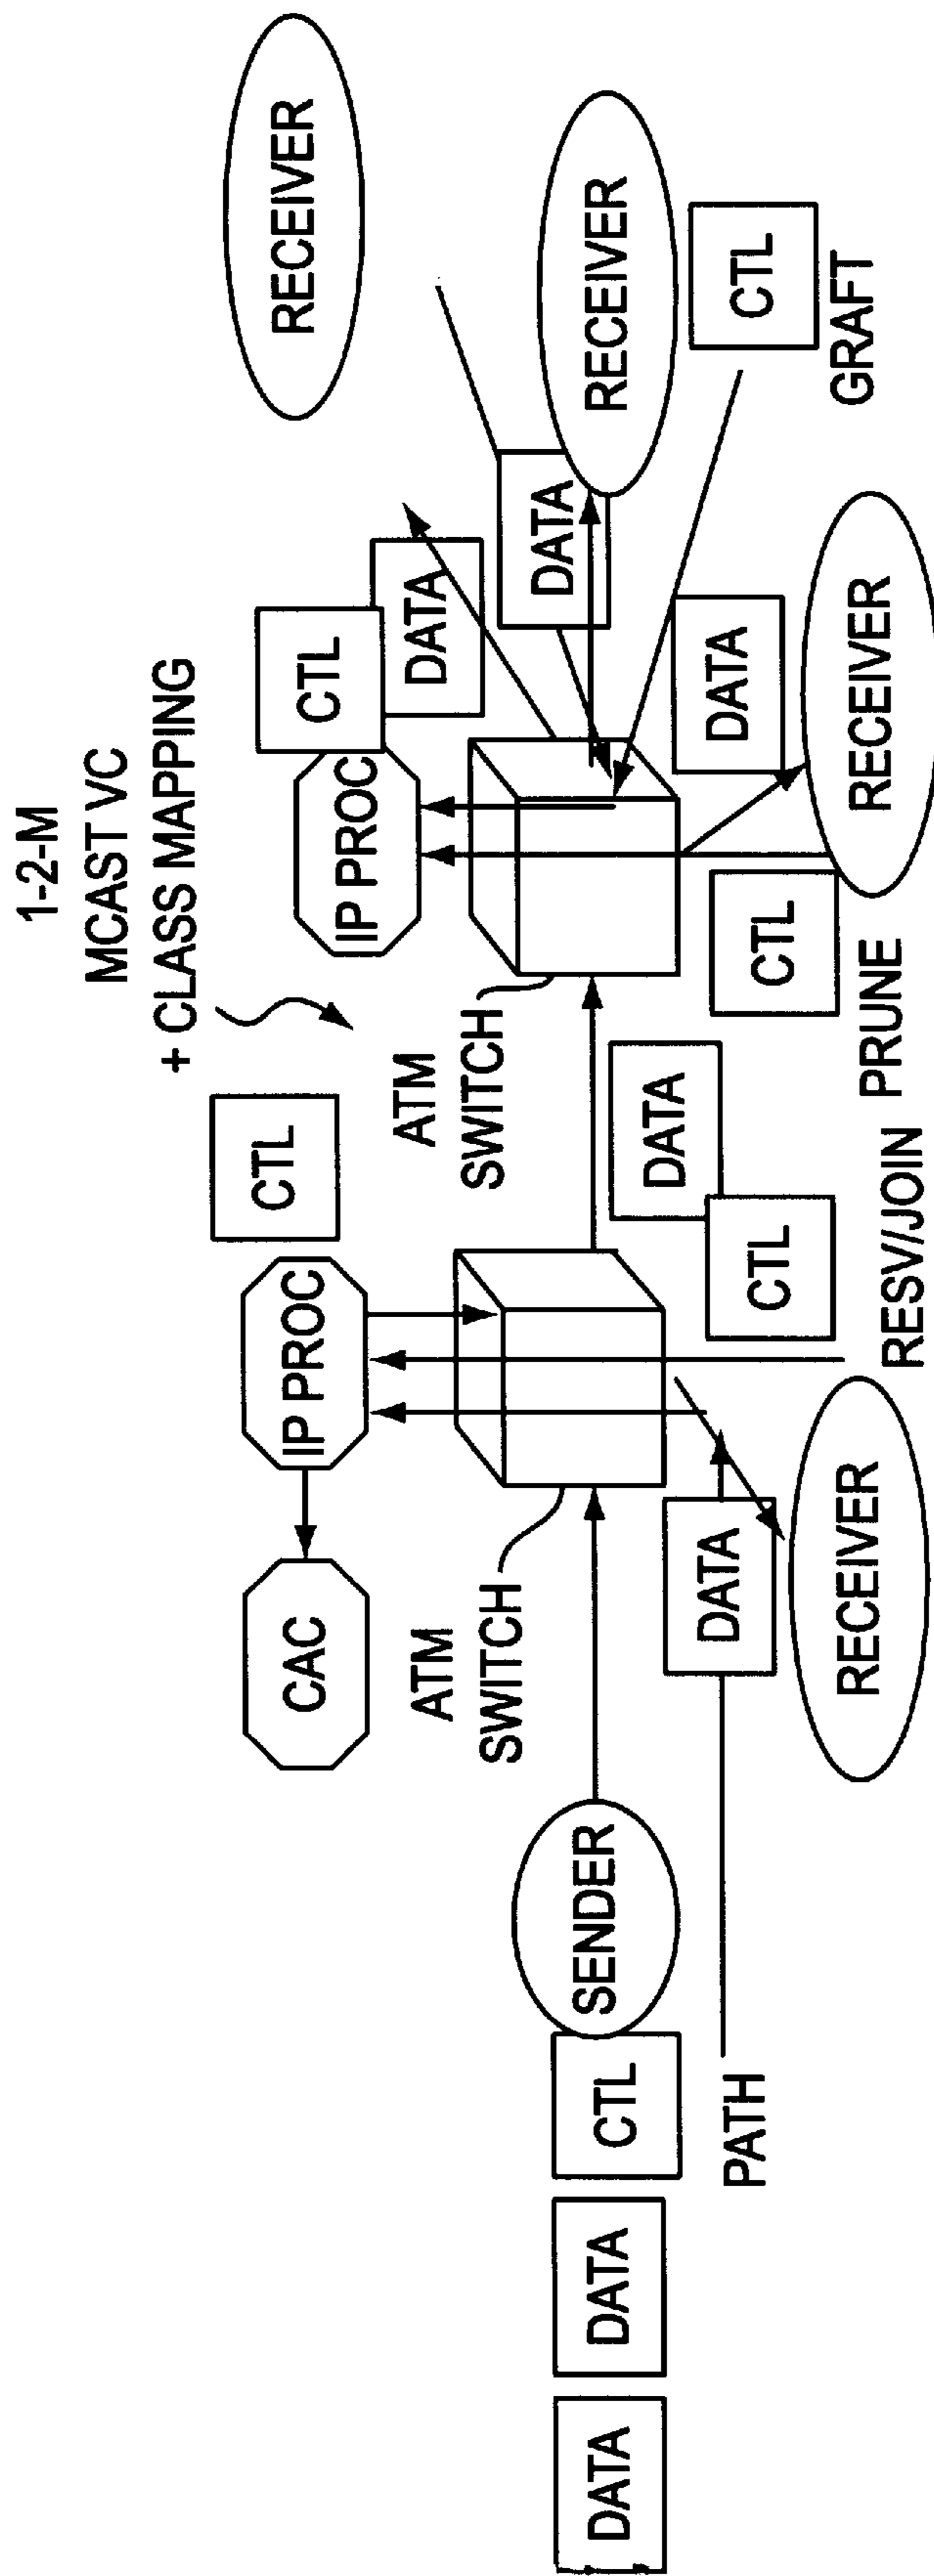 1-2-M
MCAST VC
+ CLASS MAPPING
RECEIVER
CTL
CTL
DATA
IP PROC
IP PROC
CAC
ATM
SWITCH
ATM
SWITCH
DATA
RECEIVER
CTL
GRAFT
DATA
RECEIVER
CTL
PRUNE
DATA
CTL
RESV/JOIN
DATA
RECEIVER
SENDER
CTL
PATH
DATA
DATA